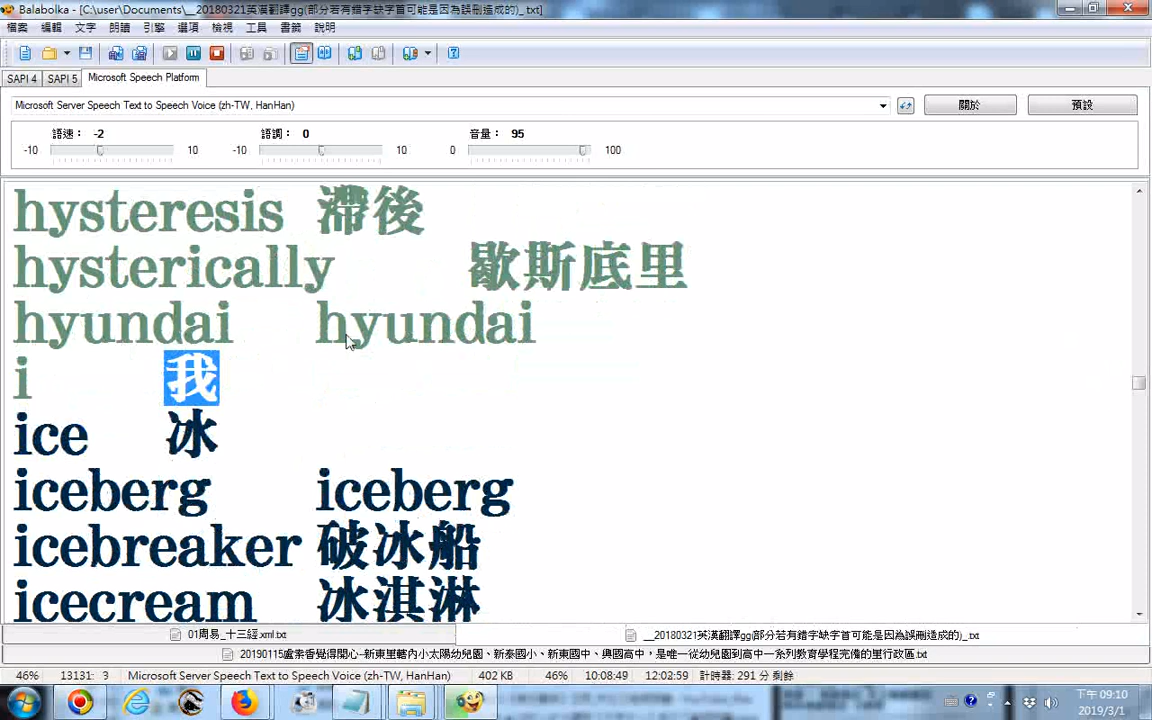 Balabolka - [C:\user\Documents\__20180321英漢翻譯gg(部分若有錯字缺字首可能是因為誤刪造成的)_txt]
檔案 編輯 文字 朗讀 引擎 選項 檢視 工具 書籤 說明
SAPI 4 SAPI 5 Microsoft Speech Platform
Microsoft Server Speech Text to Speech Voice (zh-TW, HanHan) 關於 預設
語速: -2 語調: 0 音量: 95
-10 10 -10 10 0 100
hysteresis 滯後
hysterically 歇斯底里
hyundai hyundai
i 我
ice 冰
iceberg iceberg
icebreaker 破冰船
icecream 冰淇淋
01周易_十三經.xml.txt __20180321英漢翻譯gg(部分若有錯字缺字首可能是因為誤刪造成的)_.txt
20190115盧素香覺得開心-新東里轄內小太陽幼兒園、新泰國小、新東國中、興國高中，是唯一從幼兒園到高中一系列教育學程完備的里行政區.txt
46% 13131: 3 Microsoft Server Speech Text to Speech Voice (zh-TW, HanHan) 402 KB 46% 10:08:49 12:02:59 計時器: 291 分 剩餘
下午 09:10
2019/3/1